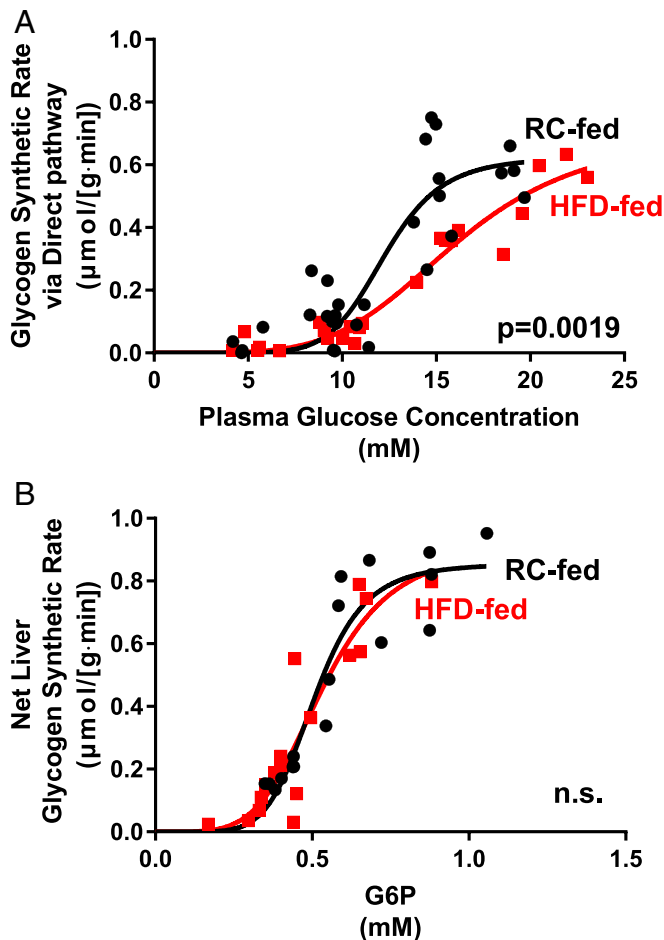 A
Glycogen Synthetic Rate
via Direct pathway
(µmol/[g·min])
1.0
0.8
0.6
0.4
0.2
0.0
RC-fed
HFD-fed
p=0.0019
0 5 10 15 20 25
Plasma Glucose Concentration
(mM)
B
Net Liver
Glycogen Synthetic Rate
(µmol/[g·min])
1.0
0.8
0.6
0.4
0.2
0.0
RC-fed
HFD-fed
n.s.
0.0 0.5 1.0 1.5
G6P
(mM)